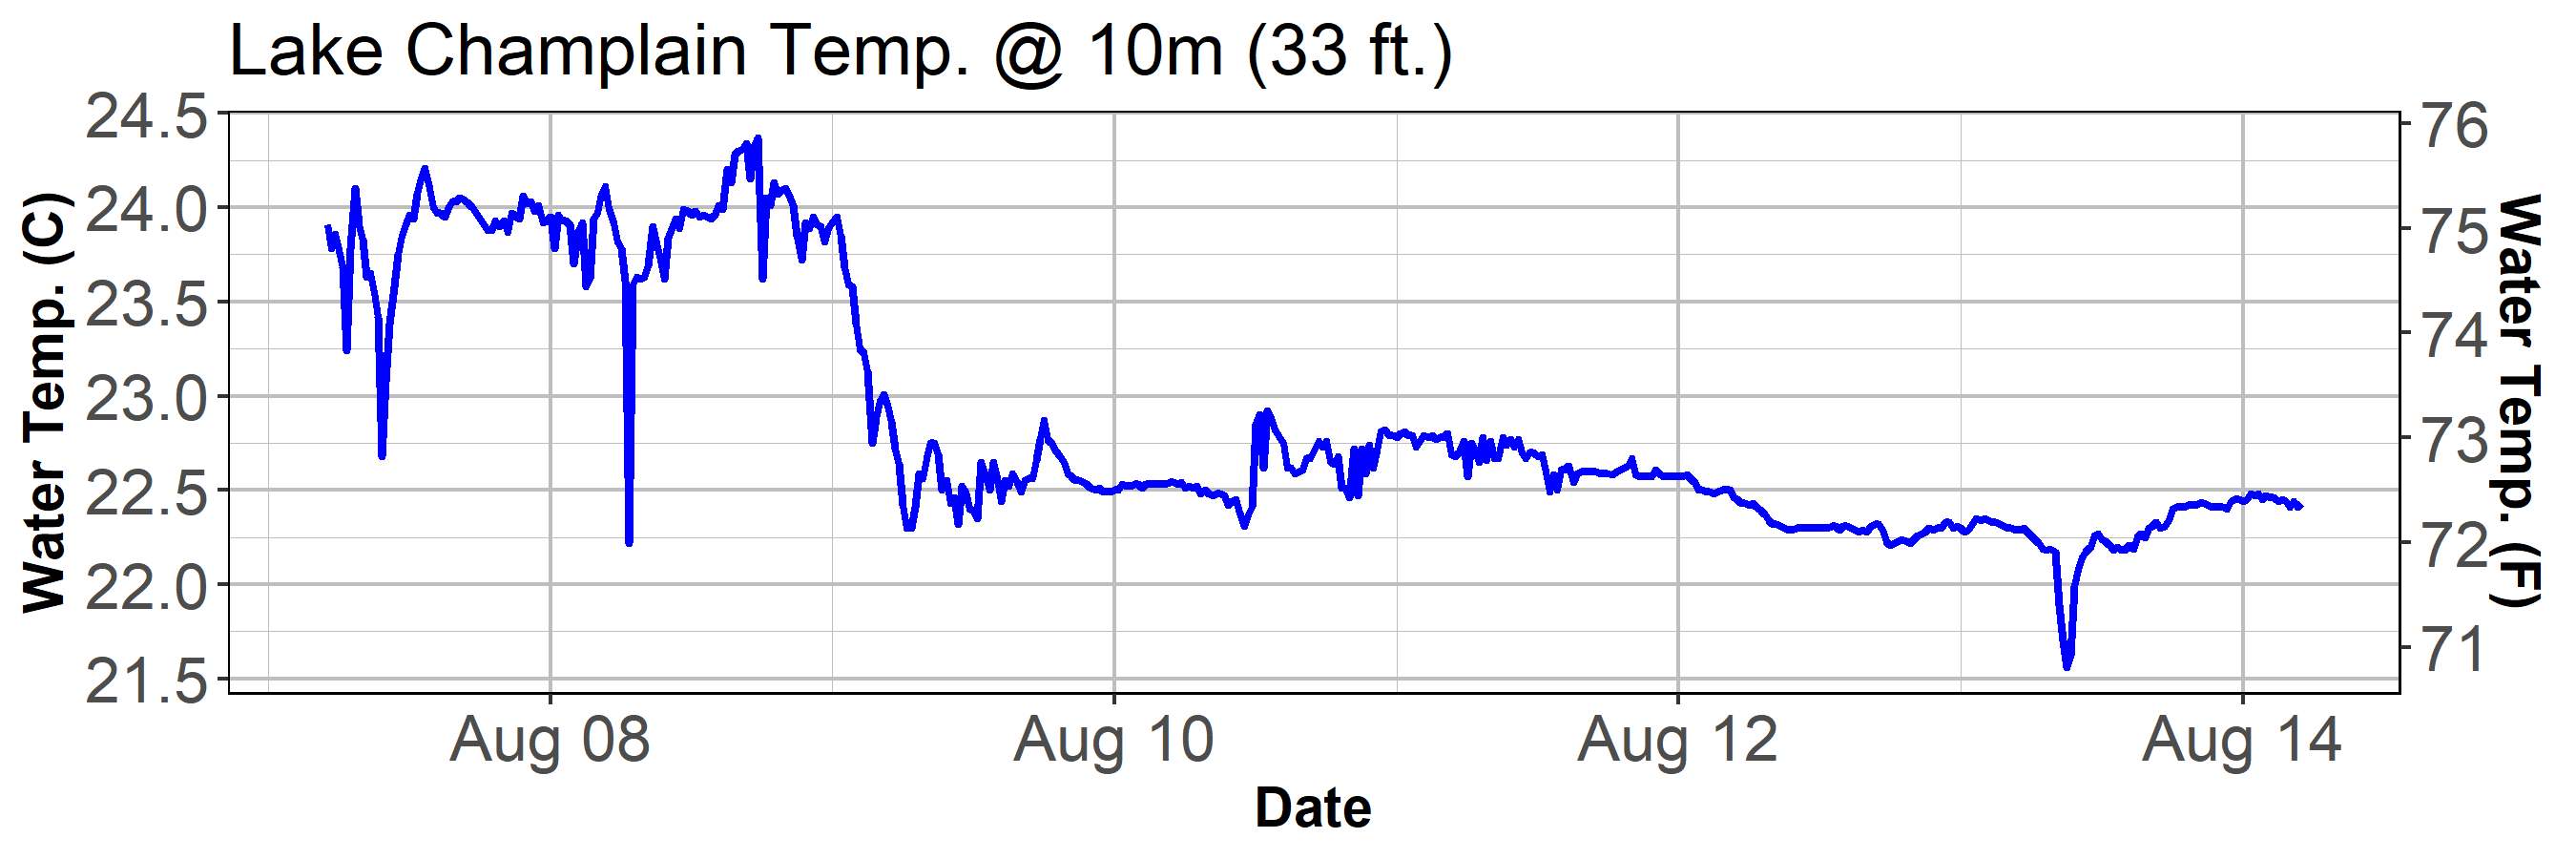 Lake Champlain Temp. @ 10m (33 ft.)
Water Temp. (C)
24.5
24.0
23.5
23.0
22.5
22.0
21.5
76
75
74
73
72
71
Water Temp. (F)
Aug 08
Aug 10
Aug 12
Aug 14
Date